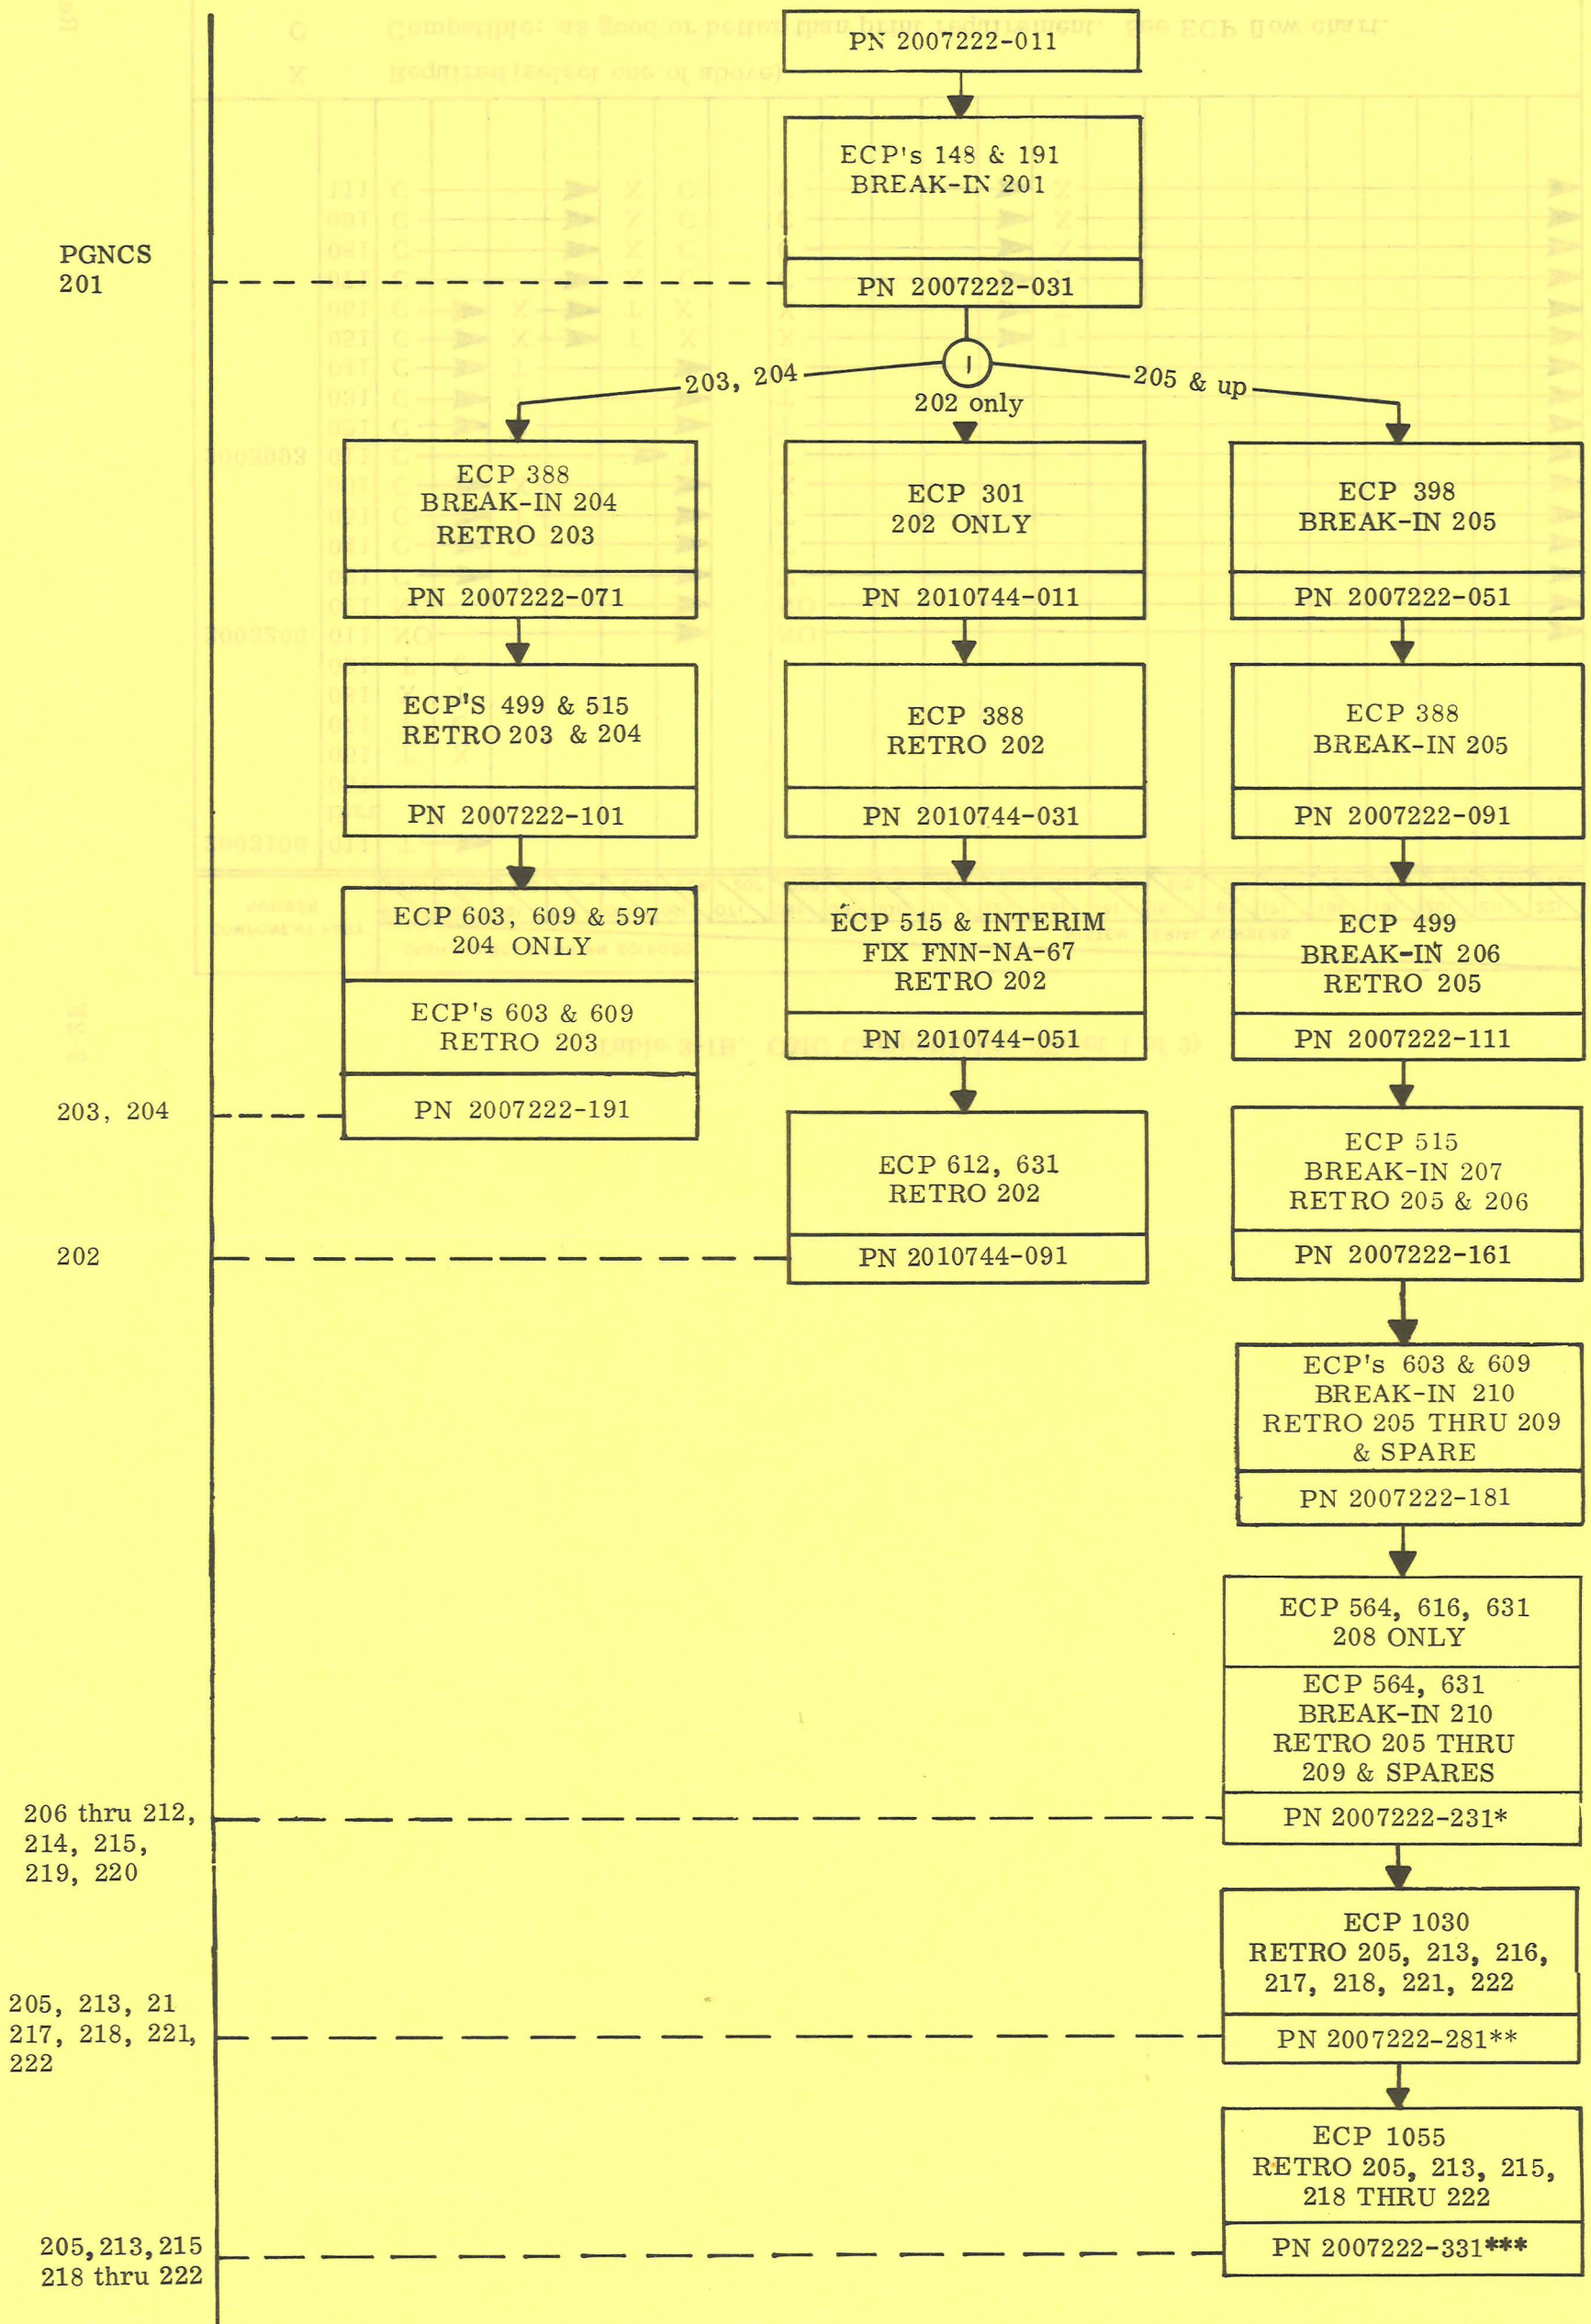 PN 2007222-011
ECP's 148 & 191
BREAK-IN 201
PN 2007222-031
PGNCS
201
1
203, 204
202 only
205 & up
ECP 388
BREAK-IN 204
RETRO 203
PN 2007222-071
ECP 301
202 ONLY
PN 2010744-011
ECP 398
BREAK-IN 205
PN 2007222-051
ECP'S 499 & 515
RETRO 203 & 204
PN 2007222-101
ECP 388
RETRO 202
PN 2010744-031
ECP 388
BREAK-IN 205
PN 2007222-091
ECP 603, 609 & 597
204 ONLY
ECP's 603 & 609
RETRO 203
PN 2007222-191
203, 204
ECP 515 & INTERIM
FIX FNN-NA-67
RETRO 202
PN 2010744-051
ECP 499
BREAK-IN 206
RETRO 205
PN 2007222-111
ECP 612, 631
RETRO 202
PN 2010744-091
202
ECP 515
BREAK-IN 207
RETRO 205 & 206
PN 2007222-161
ECP's 603 & 609
BREAK-IN 210
RETRO 205 THRU 209
& SPARE
PN 2007222-181
ECP 564, 616, 631
208 ONLY
ECP 564, 631
BREAK-IN 210
RETRO 205 THRU
209 & SPARES
PN 2007222-231*
206 thru 212,
214, 215,
219, 220
ECP 1030
RETRO 205, 213, 216,
217, 218, 221, 222
PN 2007222-281**
205, 213, 21
217, 218, 221,
222
ECP 1055
RETRO 205, 213, 215,
218 THRU 222
PN 2007222-331***
205,213,215
218 thru 222